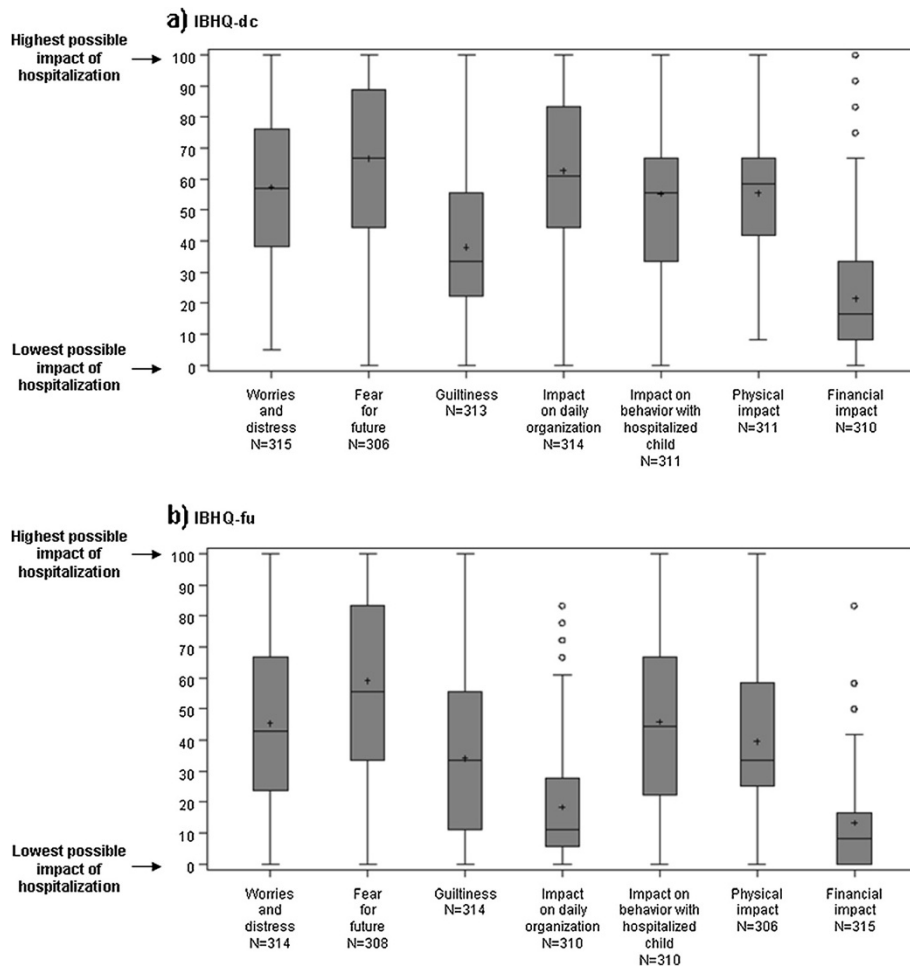 a) IBHQ-dc
Highest possible
impact of
hospitalization
100
90
80
70
60
50
40
30
20
10
0
Lowest possible
impact of
hospitalization
Worries
and
distress
N=315
Fear
for
future
N=306
Guiltiness
N=313
Impact
on daily
organization
N=314
Impact on
behavior with
hospitalized
child
N=311
Physical
impact
N=311
Financial
impact
N=310
b) IBHQ-fu
Highest possible
impact of
hospitalization
100
90
80
70
60
50
40
30
20
10
0
Lowest possible
impact of
hospitalization
Worries
and
distress
N=314
Fear
for
future
N=308
Guiltiness
N=314
Impact
on daily
organization
N=310
Impact on
behavior with
hospitalized
child
N=310
Physical
impact
N=306
Financial
impact
N=315